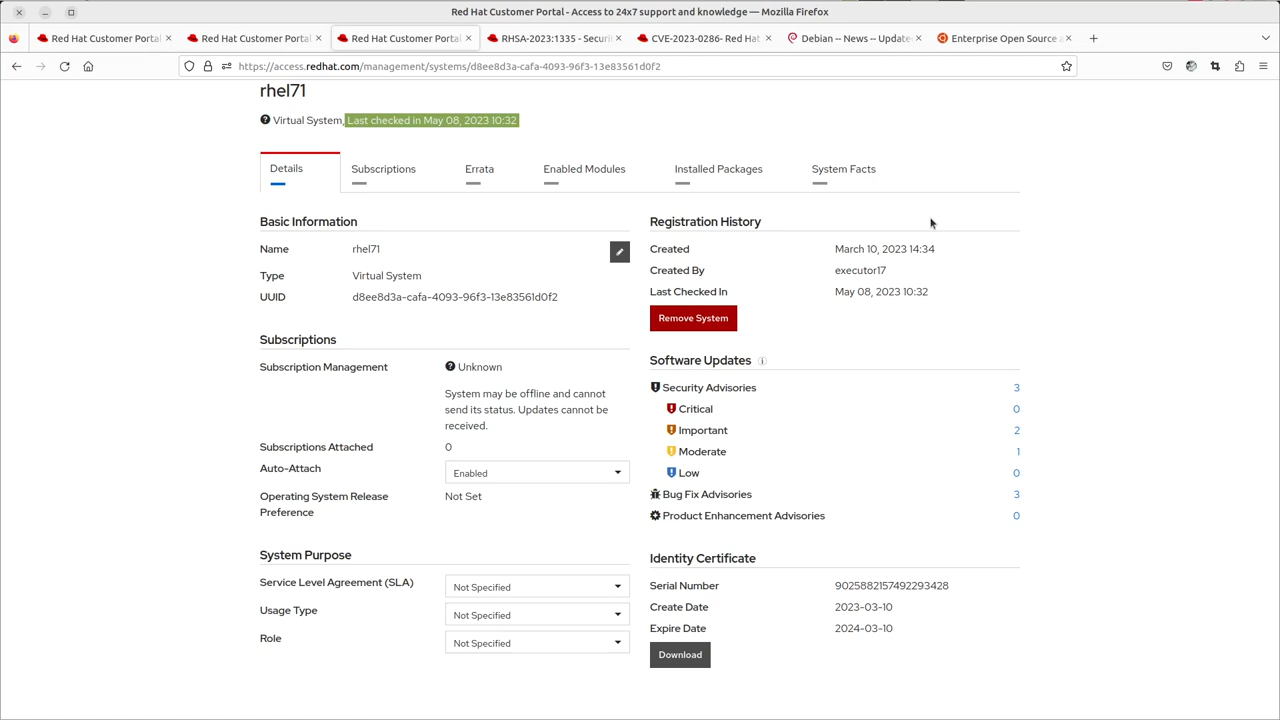 Red Hat Customer Portal - Access to 24x7 support and knowledge — Mozilla Firefox
Red Hat Customer Portal
Red Hat Customer Portal
Red Hat Customer Portal
RHSA-2023:1335 - Securi
CVE-2023-0286- Red Hat
Debian -- News -- Update
Enterprise Open Source a
https://access.redhat.com/management/systems/d8ee8d3a-cafa-4093-96f3-13e83561d0f2
rhel71
Virtual System, Last checked in May 08, 2023 10:32
Details
Subscriptions
Errata
Enabled Modules
Installed Packages
System Facts
Basic Information
Name rhel71
Type Virtual System
UUID d8ee8d3a-cafa-4093-96f3-13e83561d0f2
Subscriptions
Subscription Management Unknown
System may be offline and cannot
send its status. Updates cannot be
received.
Subscriptions Attached 0
Auto-Attach Enabled
Operating System Release Not Set
Preference
System Purpose
Service Level Agreement (SLA) Not Specified
Usage Type Not Specified
Role Not Specified
Registration History
Created March 10, 2023 14:34
Created By executor17
Last Checked In May 08, 2023 10:32
Remove System
Software Updates
Security Advisories 3
Critical 0
Important 2
Moderate 1
Low 0
Bug Fix Advisories 3
Product Enhancement Advisories 0
Identity Certificate
Serial Number 9025882157492293428
Create Date 2023-03-10
Expire Date 2024-03-10
Download